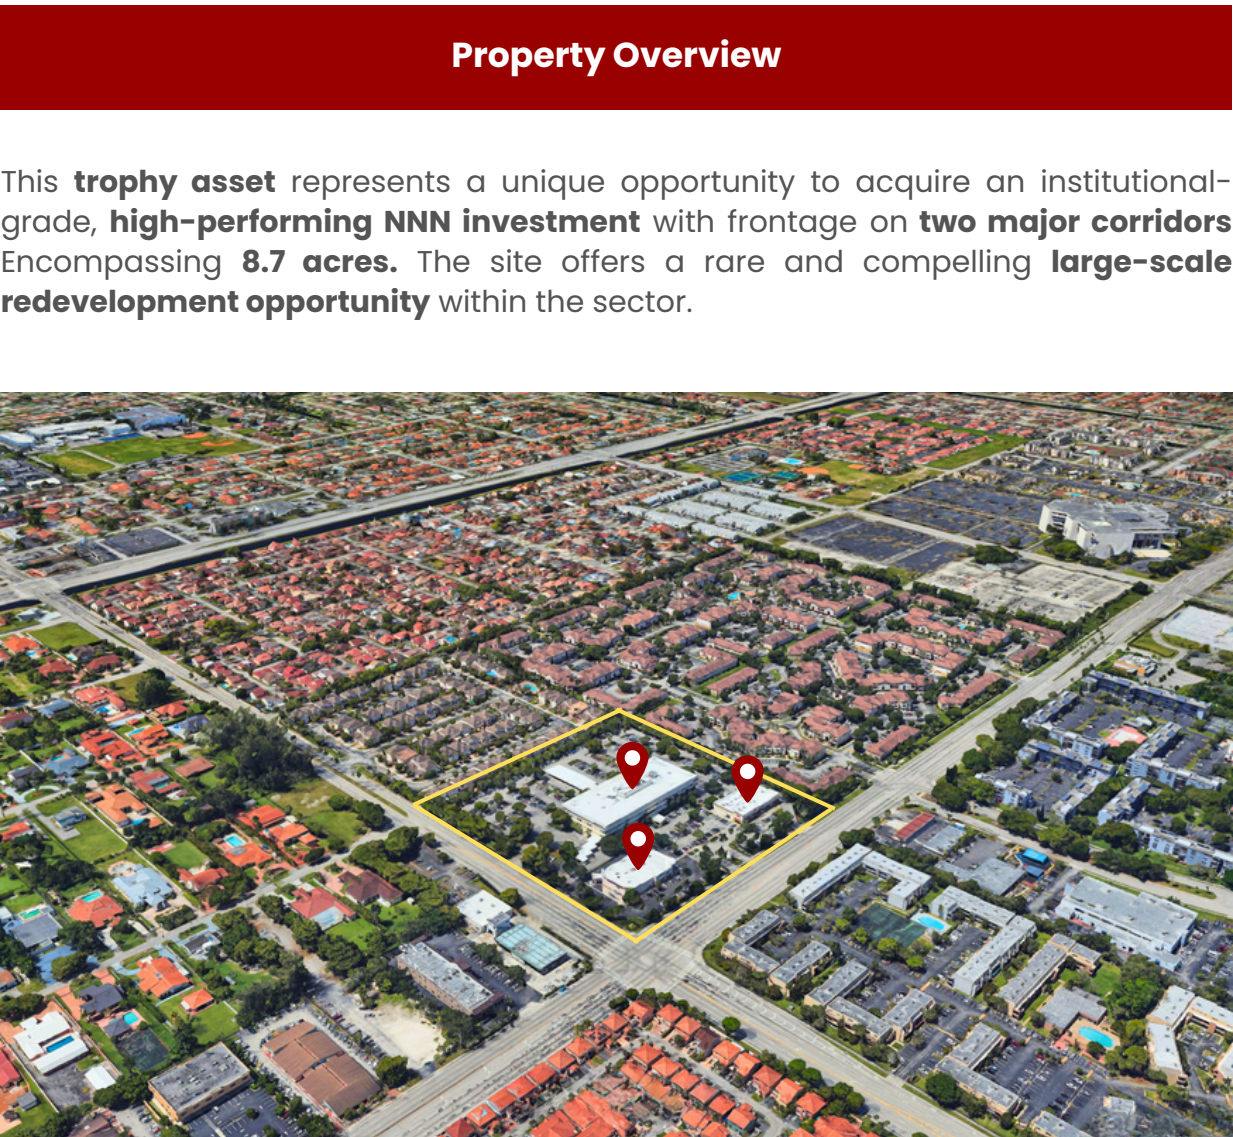 Property Overview
This trophy asset represents a unique opportunity to acquire an institutional-
grade, high-performing NNN investment with frontage on two major corridors
Encompassing 8.7 acres. The site offers a rare and compelling large-scale
redevelopment opportunity within the sector.